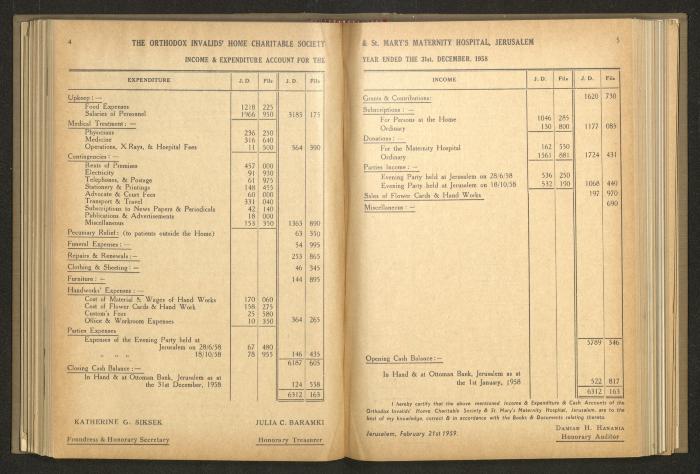 4
THE ORTHODOX INVALIDS' HOME CHARITABLE SOCIETY
INCOME & EXPENDITURE ACCOUNT FOR THE
EXPENDITURE J. D. Fils J. D. Fils
Upkeep: —
Food Expenses 1218 225
Salaries of Personnel 1966 950 3185 175
Medical Treatment: —
Physicians 236 250
Medicine 316 640
Operations, X Rays, & Hospital Fees 11 500 564 390
Contingencies: —
Rents of Premises 457 000
Electricity 91 930
Telephones, & Postage 61 975
Stationery & Printings 148 455
Advocate & Court Fees 60 000
Transport & Travel 331 040
Subscriptions to News Papers & Periodicals 42 140
Publications & Advertisements 18 000
Miscellaneous 153 350 1363 890
Pecuniary Relief: (to patients outside the Home) 63 350
Funeral Expenses: — 54 995
Repairs & Renewals: — 253 865
Clothing & Sheeting: — 46 345
Furniture: — 144 895
Handworks' Expenses: —
Cost of Material & Wages of Hand Works 170 060
Cost of Flower Cards & Hand Work 158 275
Custom's Fees 25 580
Office & Workroom Expenses 10 350 364 265
Parties Expenses
Expenses of the Evening Party held at
Jerusalem on 28/6/58 67 480
„ „ „ 18/10/58 78 955 146 435
6187 605
Closing Cash Balance: —
In Hand & at Ottoman Bank, Jerusalem as at
the 31st December, 1958 124 558
6312 163
KATHERINE G. SIKSEK JULIA C. BARAMKI
Foundress & Honorary Secretary Honorary Treasurer
5
& St. MARY'S MATERNITY HOSPITAL, JERUSALEM
YEAR ENDED THE 31st. DECEMBER, 1958
INCOME J. D. Fils J. D. Fils
Grants & Contributions: 1620 730
Subscriptions: —
For Persons at the Home 1046 285
Ordinary 130 800 1177 085
Donations: —
For the Maternity Hospital 162 550
Ordinary 1561 881 1724 431
Parties Income: —
Evening Party held at Jerusalem on 28/6/58 536 250
Evening Party held at Jerusalem on 18/10/58 532 190 1068 440
Sales of Flower Cards & Hand Works 197 970
Miscellaneous: — 690
5789 346
Opening Cash Balance: —
In Hand & at Ottoman Bank, Jerusalem as at
the 1st January, 1958 522 817
6312 163
I hereby certify that the above mentioned Income & Expenditure & Cash Accounts of the
Orthodox Invalids' Home Charitable Society & St. Mary's Maternity Hospital, Jerusalem, are to the
best of my knowledge, correct & in accordance with the Books & Documents relating thereto.
Jerusalem, February 21st 1959.
DAMIAN H. HANANIA
Honorary Auditor